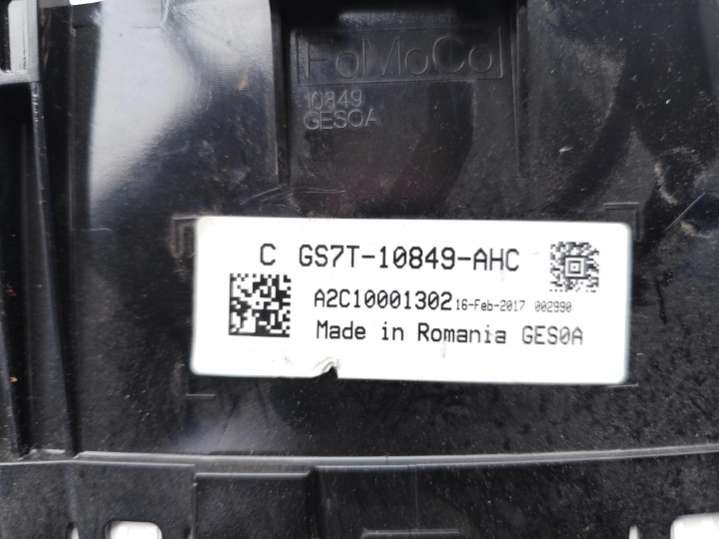 FoMoCo
10849
GES0A
C GS7T-10849-AHC
A2C10001302 16-Feb-2017 002990
Made in Romania GES0A